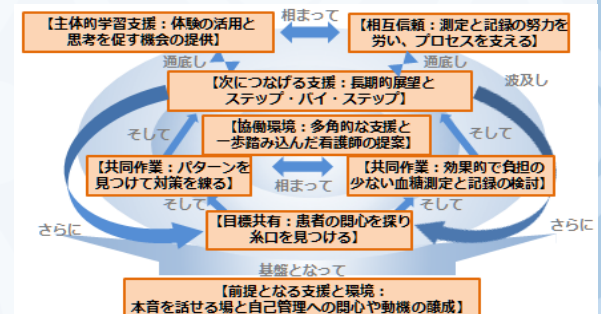 【主体的学習支援：体験の活用と
思考を促す機会の提供】
相まって
【相互信頼：測定と記録の努力を
労い、プロセスを支える】
通底し
通底し
【次につなげる支援：長期的展望と
ステップ・バイ・ステップ】
波及し
そして
【協働環境：多角的な支援と
一歩踏み込んだ看護師の提案】
そして
【共同作業：パターンを
見つけて対策を練る】
相まって
【共同作業：効果的で負担の
少ない血糖測定と記録の検討】
そして
そして
さらに
【目標共有：患者の関心を探り
糸口を見つける】
さらに
基盤となって
【前提となる支援と環境：
本音を話せる場と自己管理への関心や動機の醸成】